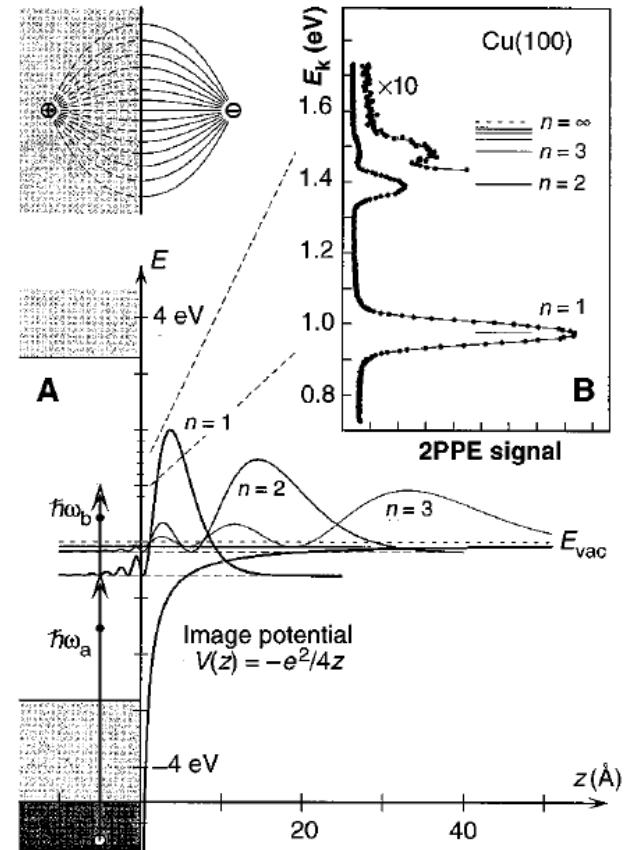 ⊕
⊖
E
4 eV
A
n = 1
n = 2
n = 3
ħω_b
E_vac
ħω_a
Image potential
V(z) = −e²/4z
−4 eV
z (Å)
20
40
E_k (eV)
Cu(100)
×10
1.6
n = ∞
n = 3
1.4
n = 2
1.2
n = 1
1.0
0.8
B
2PPE signal